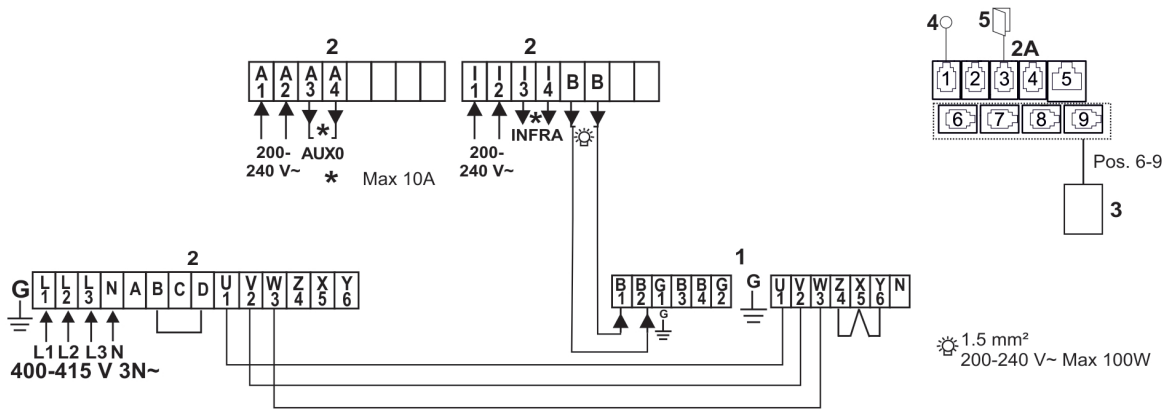 2
A1 A2 A3 A4
200-240 V~
* AUX0
* Max 10A
2
I1 I2 I3 I4 B B
200-240 V~
* INFRA
4 5
2A
1 2 3 4 5
6 7 8 9
Pos. 6-9
3
2
G L1 L2 L3 N A B C D U1 V2 W3 Z4 X5 Y6
L1 L2 L3 N
400-415 V 3N~
1
B1 B2 G1 B3 B4 G2
G
G U1 V2 W3 Z4 X5 Y6 N
1.5 mm²
200-240 V~ Max 100W